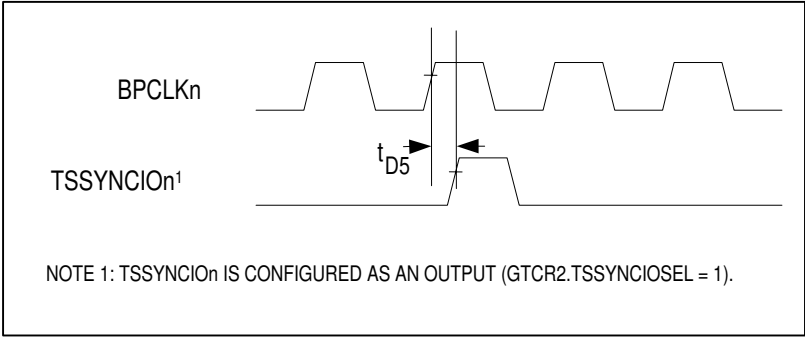 BPCLKn
tD5
TSSYNCIOn¹
NOTE 1: TSSYNCIOn IS CONFIGURED AS AN OUTPUT (GTCR2.TSSYNCIOSEL = 1).